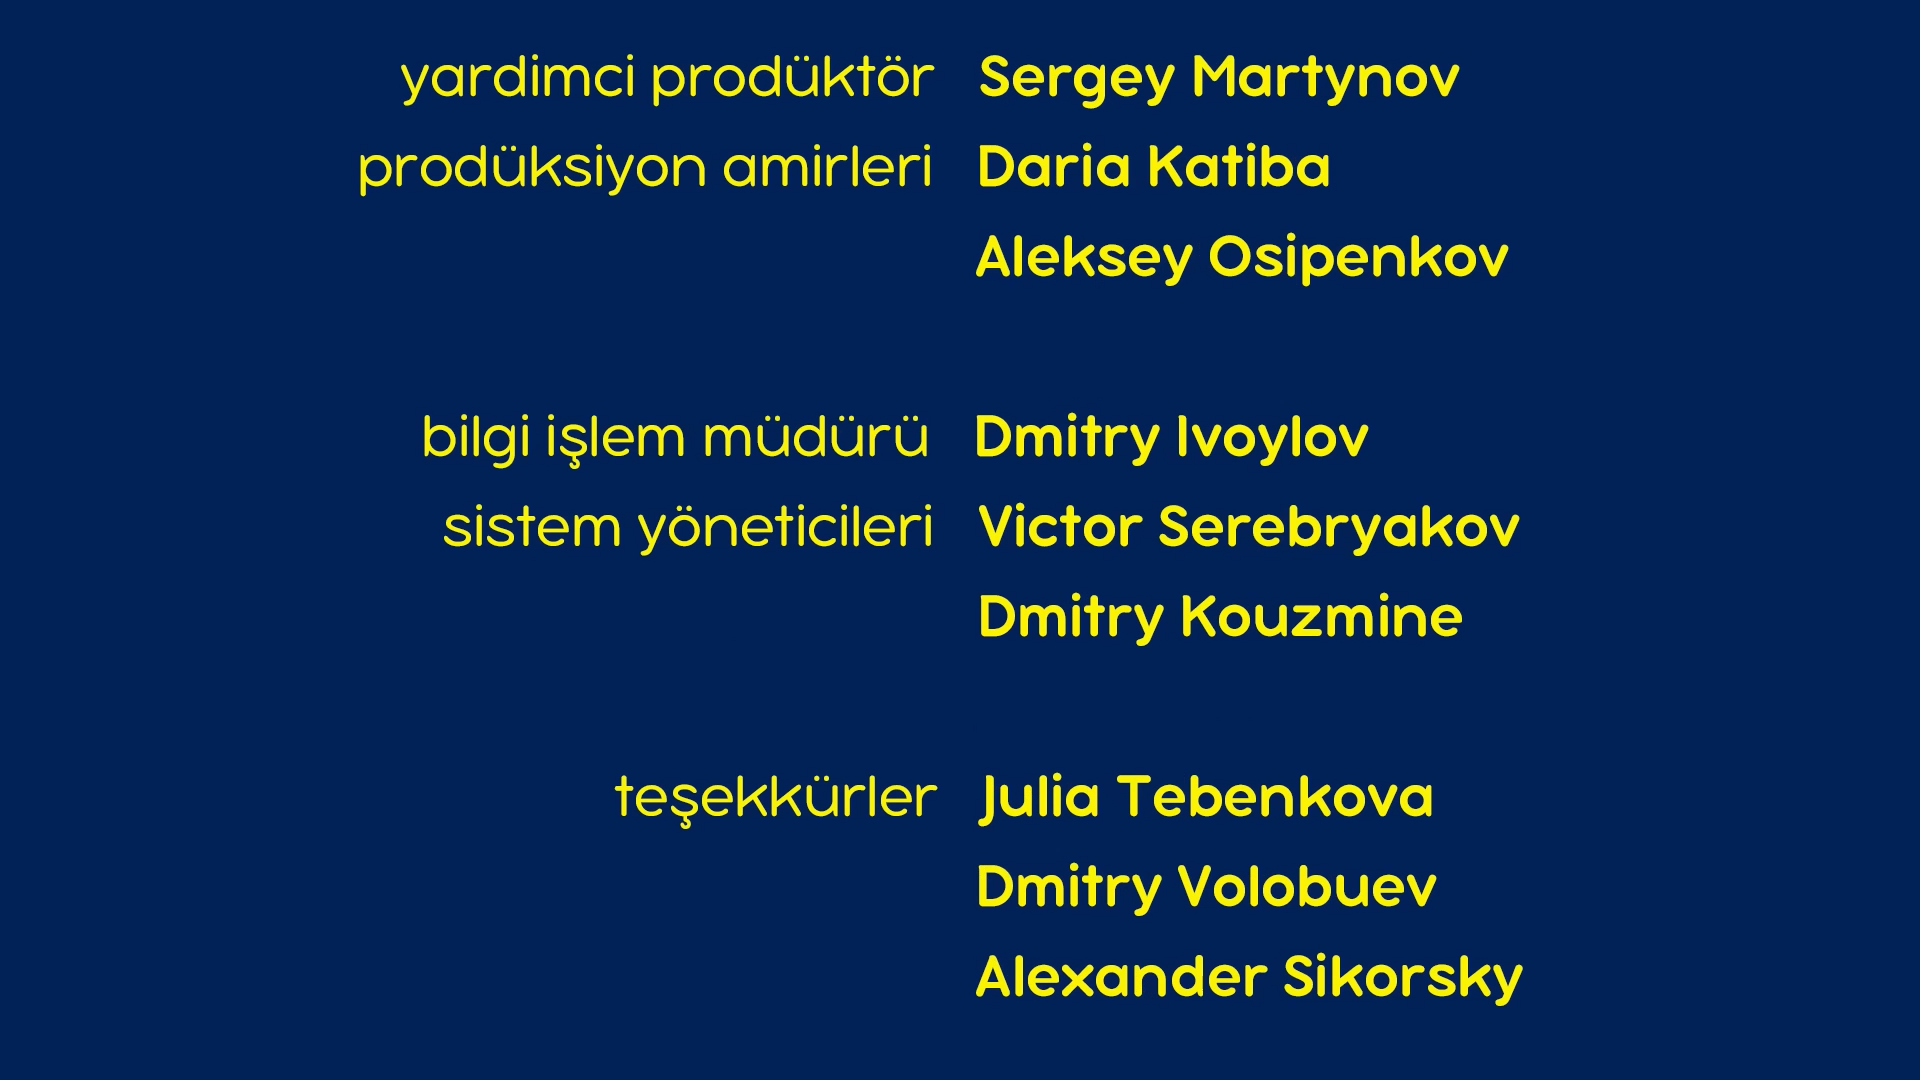 yardimci prodüktör Sergey Martynov
prodüksiyon amirleri Daria Katiba
Aleksey Osipenkov
bilgi işlem müdürü Dmitry Ivoylov
sistem yöneticileri Victor Serebryakov
Dmitry Kouzmine
teşekkürler Julia Tebenkova
Dmitry Volobuev
Alexander Sikorsky